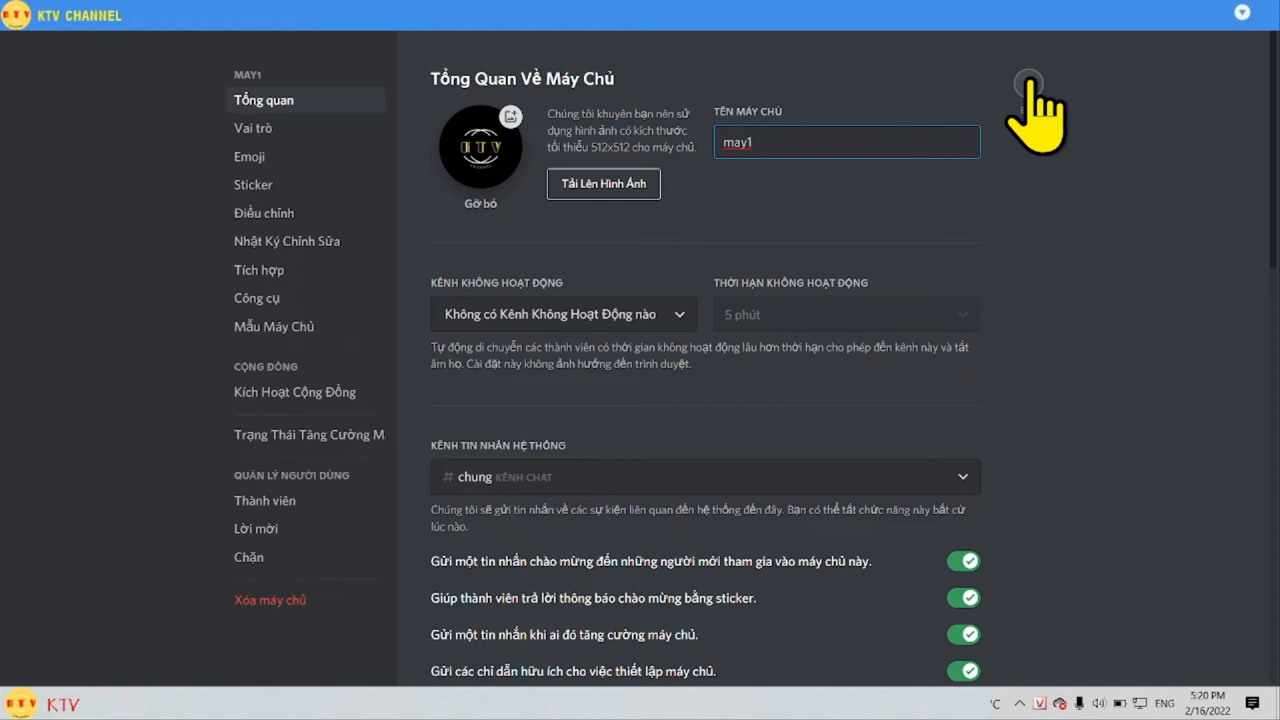 KTV CHANNEL
MAY1
Tổng quan
Vai trò
Emoji
Sticker
Điều chỉnh
Nhật Ký Chỉnh Sửa
Tích hợp
Công cụ
Mẫu Máy Chủ
CỘNG ĐỒNG
Kích Hoạt Cộng Đồng
Trạng Thái Tăng Cường M
QUẢN LÝ NGƯỜI DÙNG
Thành viên
Lời mời
Chặn
Xóa máy chủ
Tổng Quan Về Máy Chủ
KTV
CHANNEL
Gỡ bỏ
Chúng tôi khuyên bạn nên sử
dụng hình ảnh có kích thước
tối thiểu 512x512 cho máy chủ.
Tải Lên Hình Ảnh
TÊN MÁY CHỦ
may1
KÊNH KHÔNG HOẠT ĐỘNG
Không có Kênh Không Hoạt Động nào
THỜI HẠN KHÔNG HOẠT ĐỘNG
5 phút
Tự động di chuyển các thành viên có thời gian không hoạt động lâu hơn thời hạn cho phép đến kênh này và tắt
âm họ. Cài đặt này không ảnh hưởng đến trình duyệt.
KÊNH TIN NHẮN HỆ THỐNG
# chung KÊNH CHAT
Chúng tôi sẽ gửi tin nhắn về các sự kiện liên quan đến hệ thống đến đây. Bạn có thể tắt chức năng này bất cứ
lúc nào.
Gửi một tin nhắn chào mừng đến những người mới tham gia vào máy chủ này.
Giúp thành viên trả lời thông báo chào mừng bằng sticker.
Gửi một tin nhắn khi ai đó tăng cường máy chủ.
Gửi các chỉ dẫn hữu ích cho việc thiết lập máy chủ.
KTV
°C
ENG
5:20 PM
2/16/2022